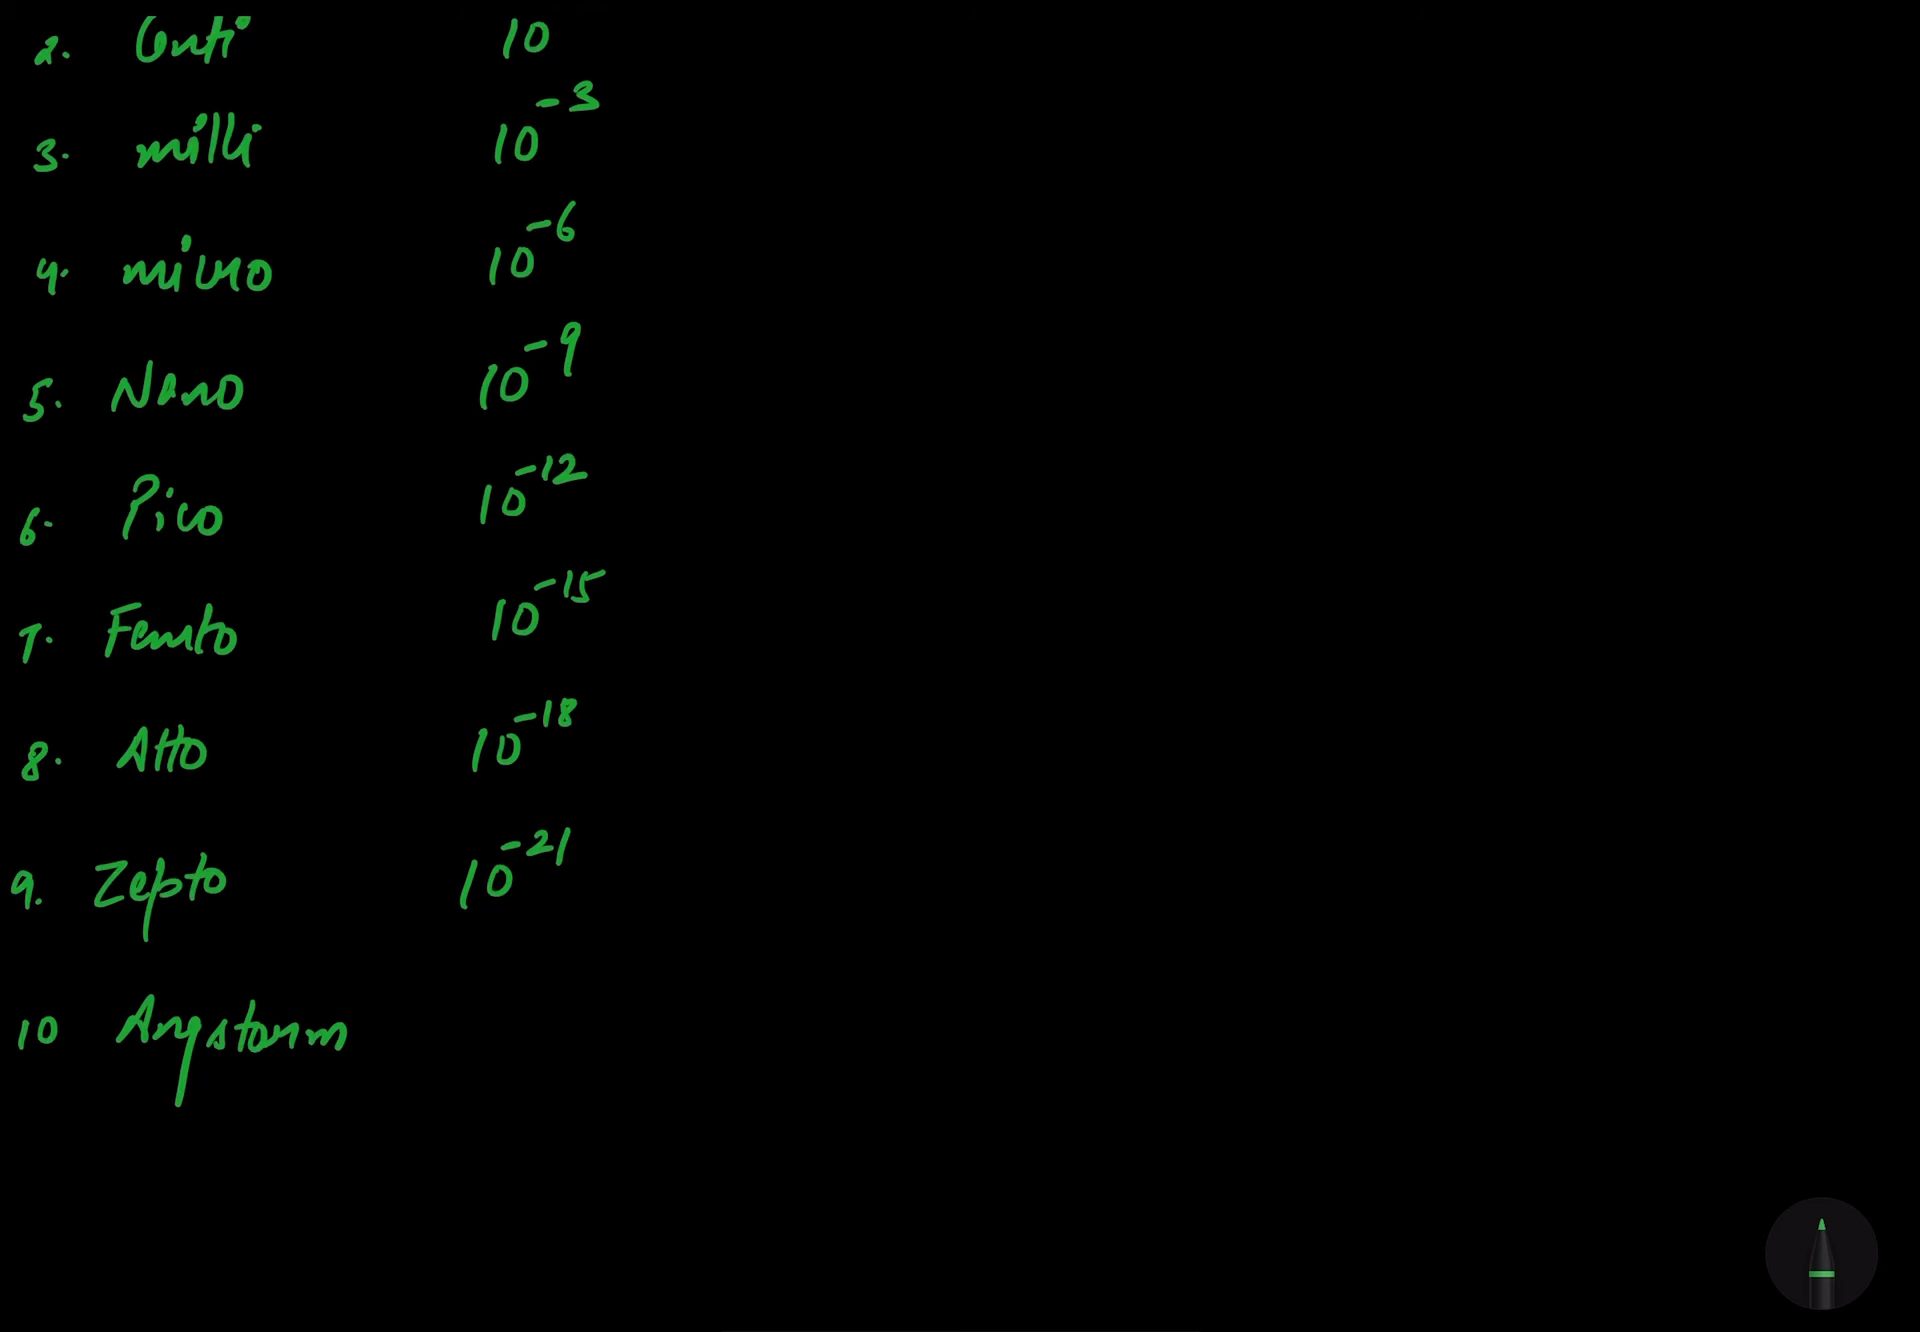 2. Centi 10
3. milli 10^-3
4. micro 10^-6
5. Nano 10^-9
6. Pico 10^-12
7. Femto 10^-15
8. Atto 10^-18
9. Zepto 10^-21
10 Angstorm